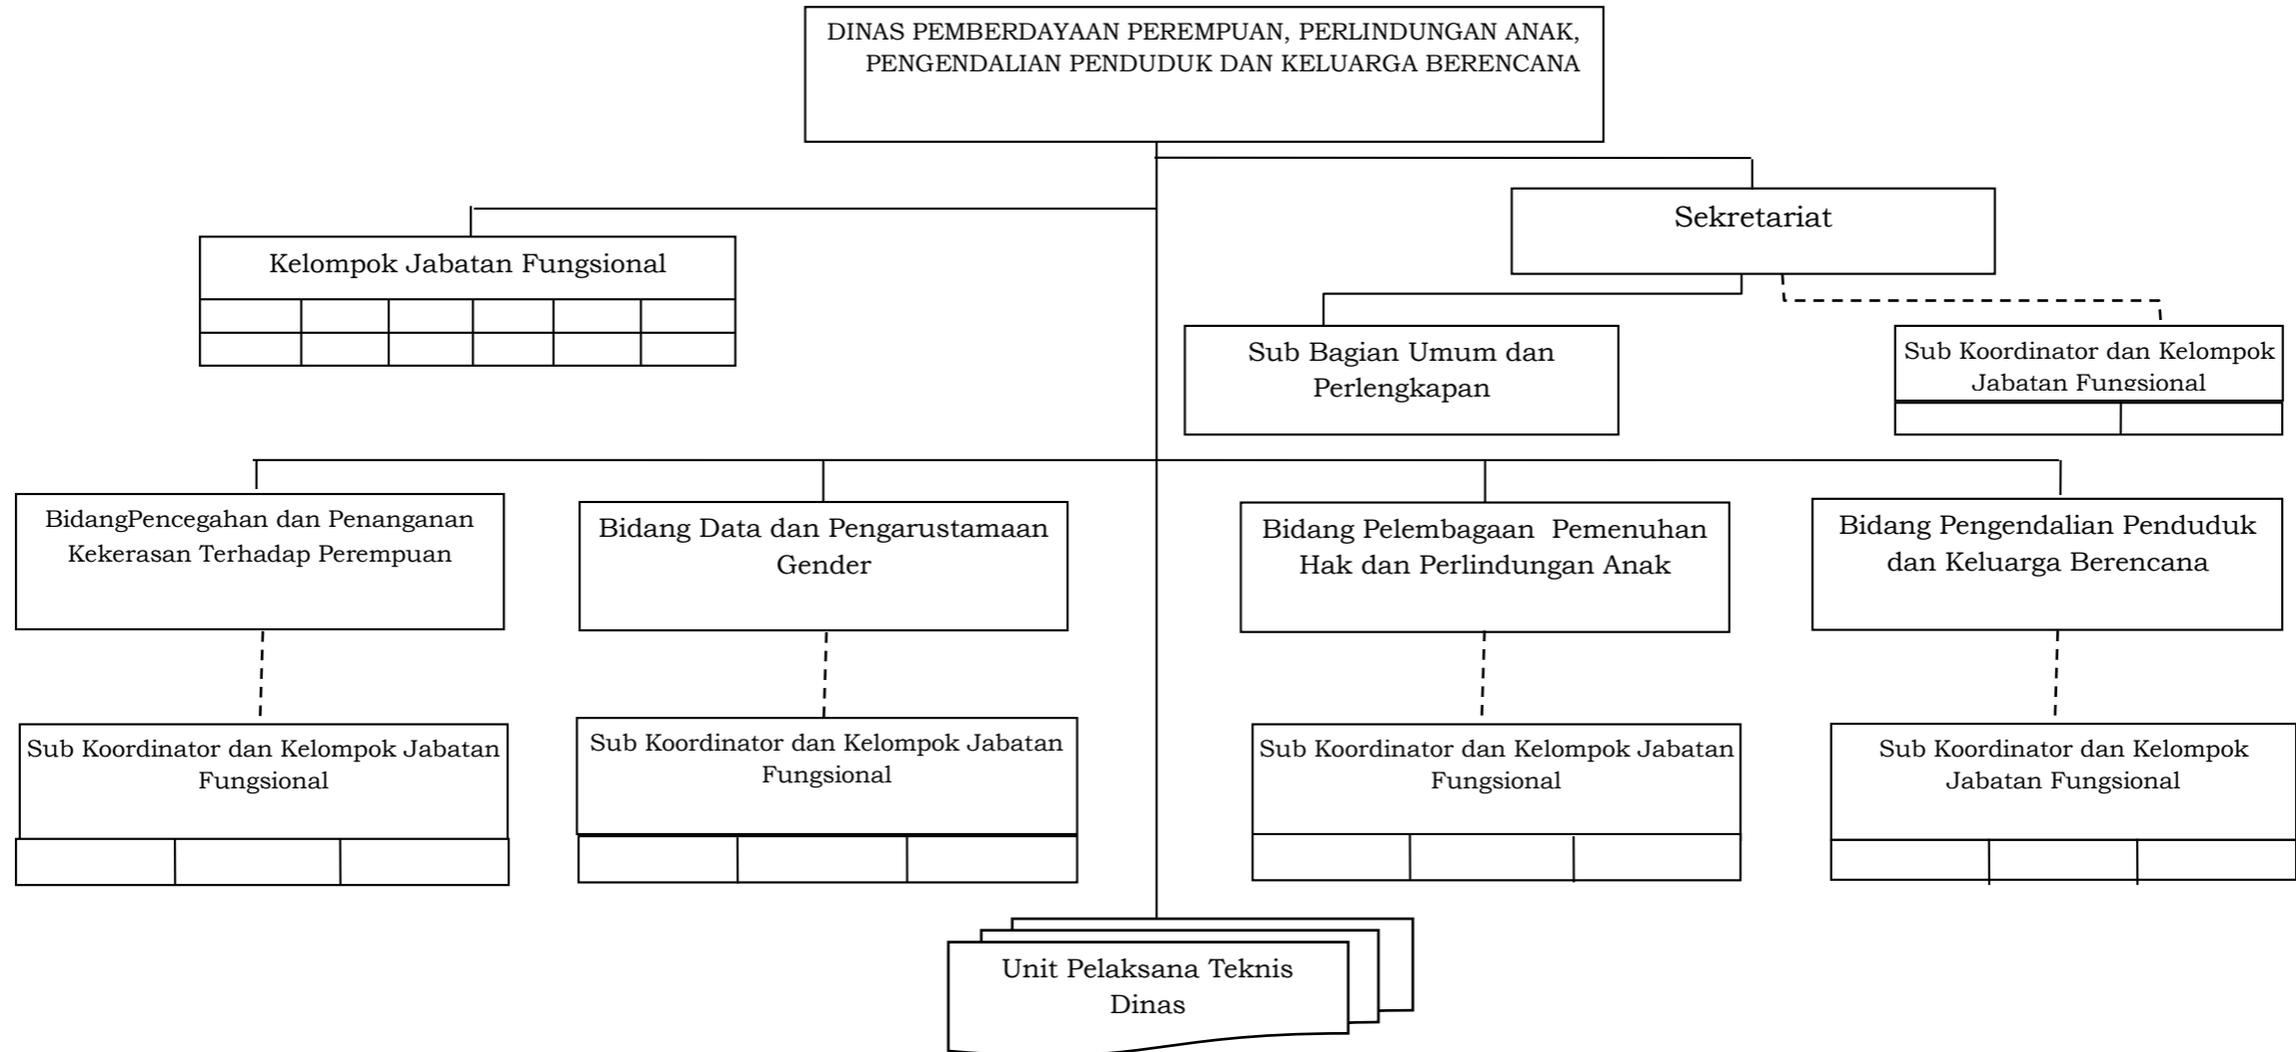 DINAS PEMBERDAYAAN PEREMPUAN, PERLINDUNGAN ANAK,
PENGENDALIAN PENDUDUK DAN KELUARGA BERENCANA
Sekretariat
Kelompok Jabatan Fungsional
Sub Bagian Umum dan
Perlengkapan
Sub Koordinator dan Kelompok
Jabatan Fungsional
BidangPencegahan dan Penanganan
Kekerasan Terhadap Perempuan
Bidang Data dan Pengarustamaan
Gender
Bidang Pelembagaan  Pemenuhan
Hak dan Perlindungan Anak
Bidang Pengendalian Penduduk
dan Keluarga Berencana
Sub Koordinator dan Kelompok Jabatan
Fungsional
Sub Koordinator dan Kelompok Jabatan
Fungsional
Sub Koordinator dan Kelompok Jabatan
Fungsional
Sub Koordinator dan Kelompok
Jabatan Fungsional
Unit Pelaksana Teknis
Dinas